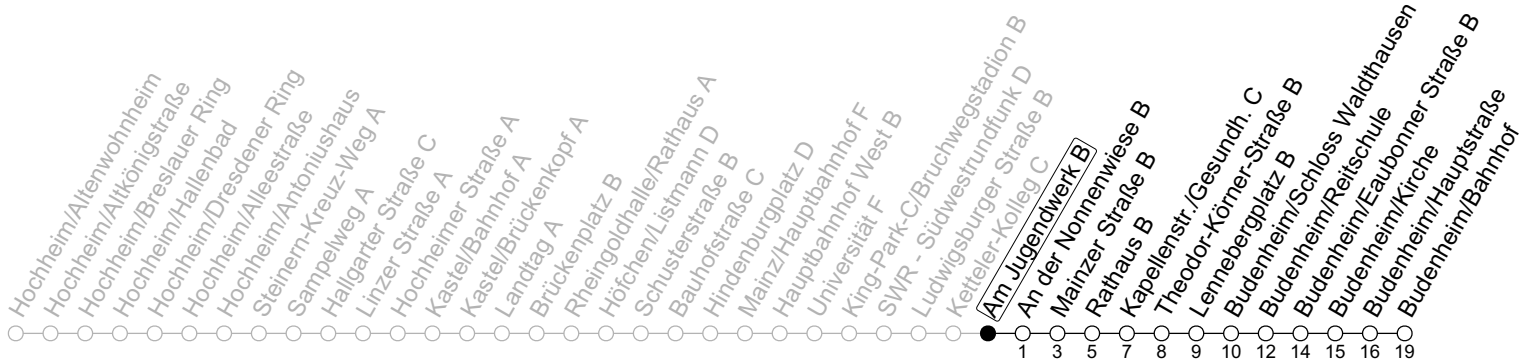 Hochheim/Altenwohnheim
Hochheim/Altkönigstraße
Hochheim/Breslauer Ring
Hochheim/Hallenbad
Hochheim/Dresdener Ring
Hochheim/Alleestraße
Hochheim/Antoniushaus
Steinern-Kreuz-Weg A
Sampelweg A
Hallgarter Straße C
Linzer Straße A
Hochheimer Straße A
Kastel/Bahnhof A
Kastel/Brückenkopf A
Landtag A
Brückenplatz B
Rheingoldhalle/Rathaus A
Höfchen/Listmann D
Schusterstraße B
Bauhofstraße C
Hindenburgplatz D
Mainz/Hauptbahnhof F
Hauptbahnhof West B
Universität F
King-Park-C/Bruchwegstadion B
SWR - Südwestrundfunk D
Ludwigsburger Straße B
Ketteler-Kolleg C
Am Jugendwerk B
An der Nonnenwiese B
Mainzer Straße B
Rathaus B
Kapellenstr./Gesundh. C
Theodor-Körner-Straße B
Lennebergplatz B
Budenheim/Schloss Waldthausen
Budenheim/Reitschule
Budenheim/Eaubonner Straße B
Budenheim/Kirche
Budenheim/Hauptstraße
Budenheim/Bahnhof
1 3 5 7 8 9 10 12 14 15 16 19